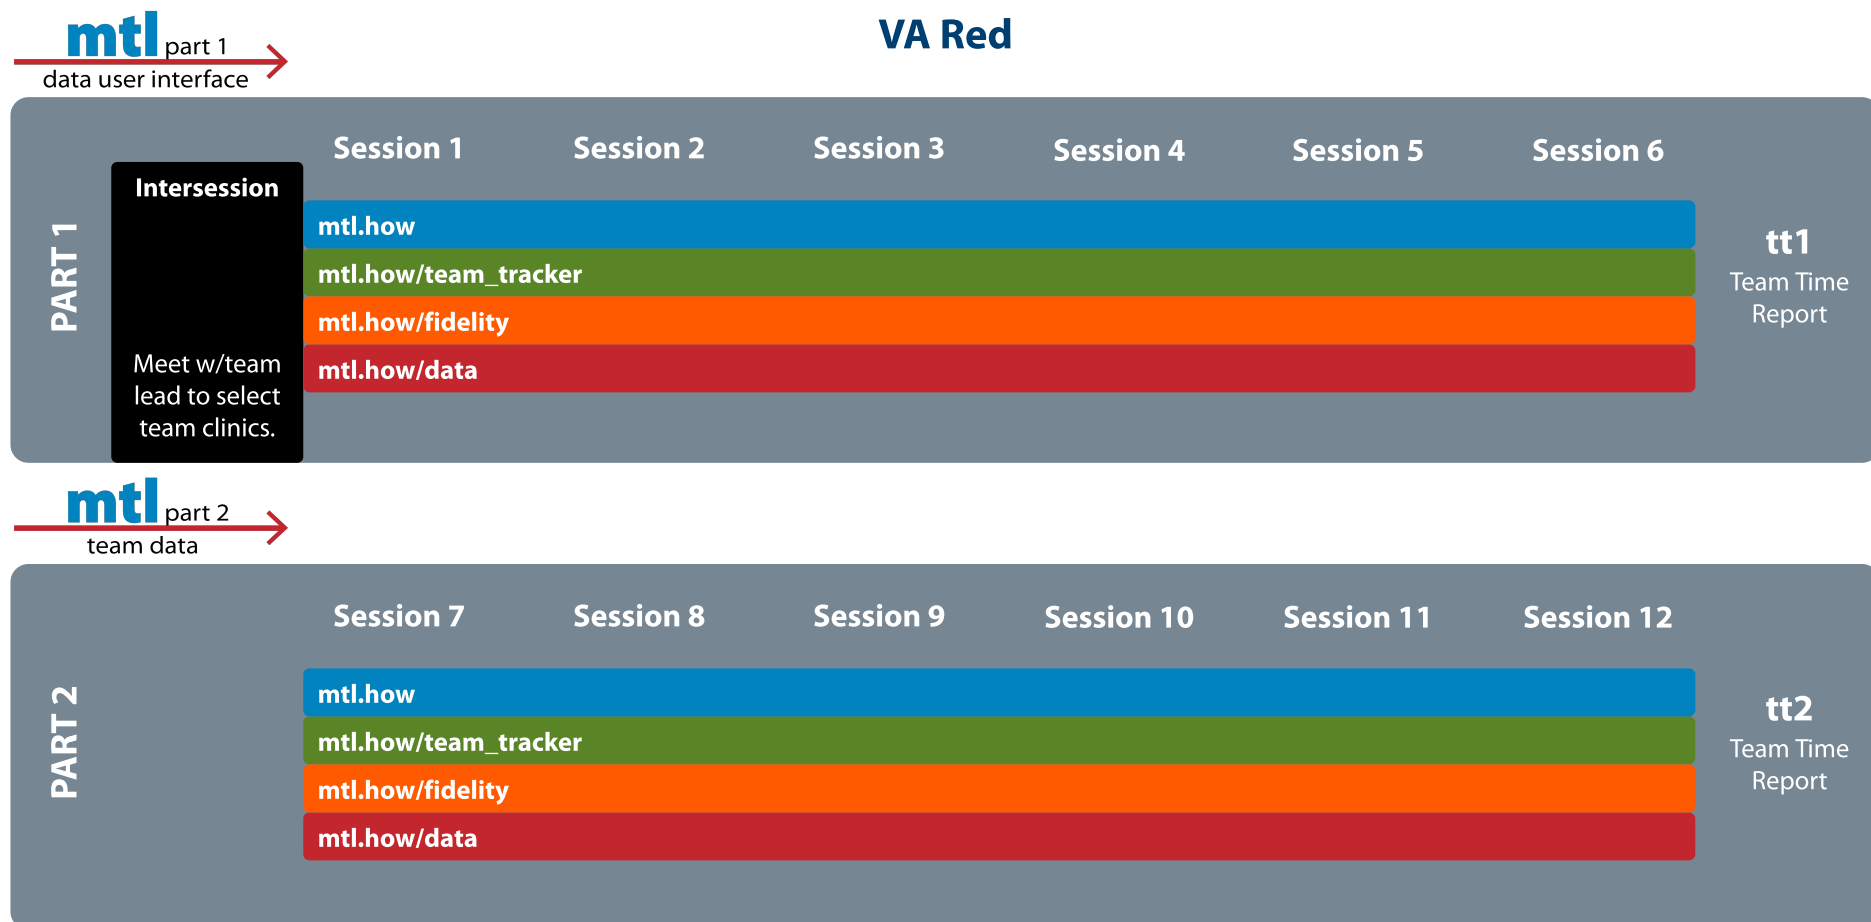 mtl part 1
data user interface
VA Red
PART 1
Session 1 Session 2 Session 3 Session 4 Session 5 Session 6
Intersession
Meet w/team
lead to select
team clinics.
mtl.how
mtl.how/team_tracker
mtl.how/fidelity
mtl.how/data
tt1
Team Time
Report
mtl part 2
team data
PART 2
Session 7 Session 8 Session 9 Session 10 Session 11 Session 12
mtl.how
mtl.how/team_tracker
mtl.how/fidelity
mtl.how/data
tt2
Team Time
Report